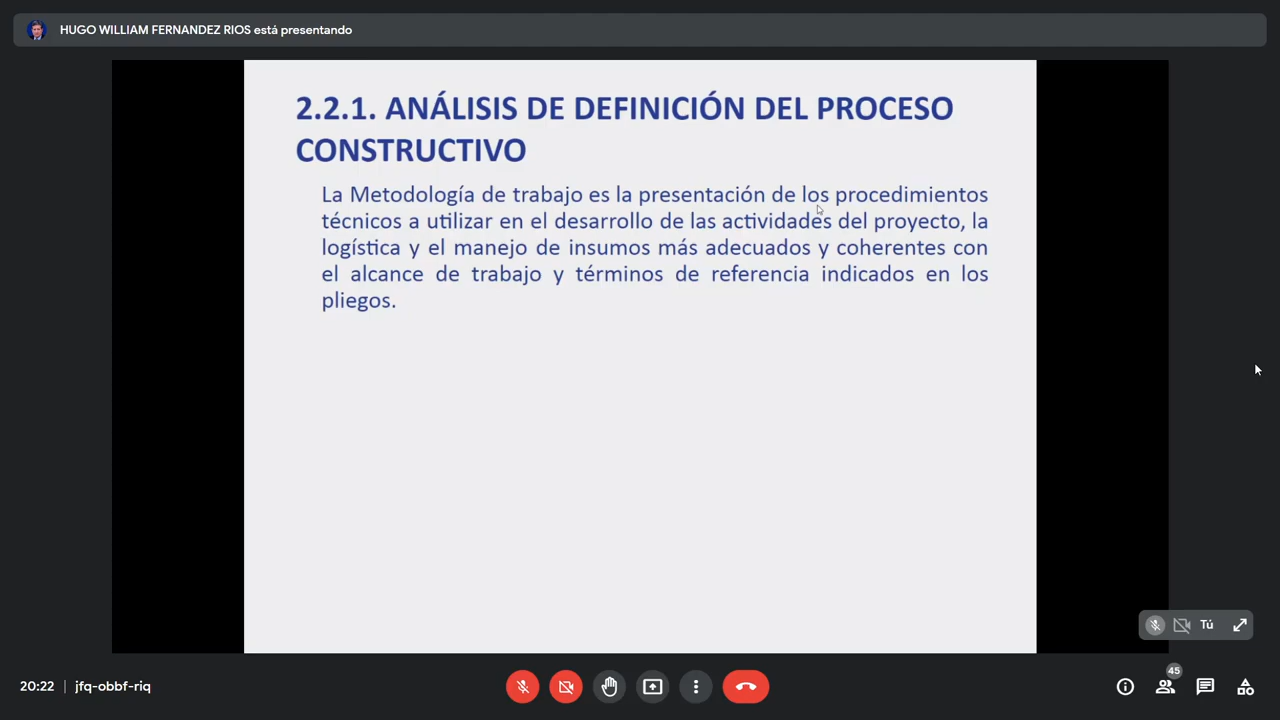 HUGO WILLIAM FERNANDEZ RIOS está presentando
2.2.1. ANÁLISIS DE DEFINICIÓN DEL PROCESO
CONSTRUCTIVO
La Metodología de trabajo es la presentación de los procedimientos
técnicos a utilizar en el desarrollo de las actividades del proyecto, la
logística y el manejo de insumos más adecuados y coherentes con
el alcance de trabajo y términos de referencia indicados en los
pliegos.
Tú
20:22 | jfq-obbf-riq
45